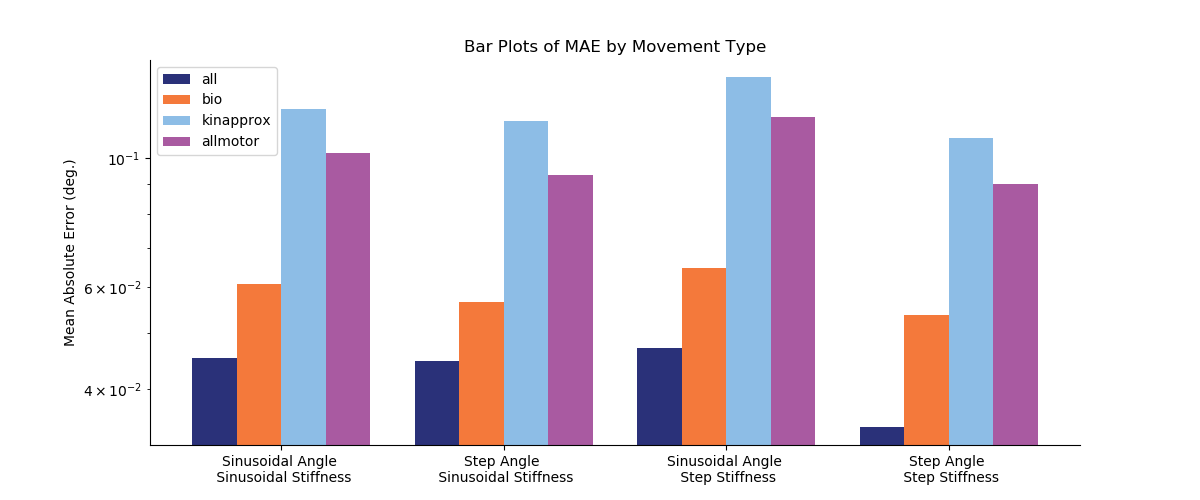 Bar Plots of MAE by Movement Type
all
bio
kinapprox
allmotor
Mean Absolute Error (deg.)
10⁻¹
6 × 10⁻²
4 × 10⁻²
Sinusoidal Angle
Sinusoidal Stiffness
Step Angle
Sinusoidal Stiffness
Sinusoidal Angle
Step Stiffness
Step Angle
Step Stiffness